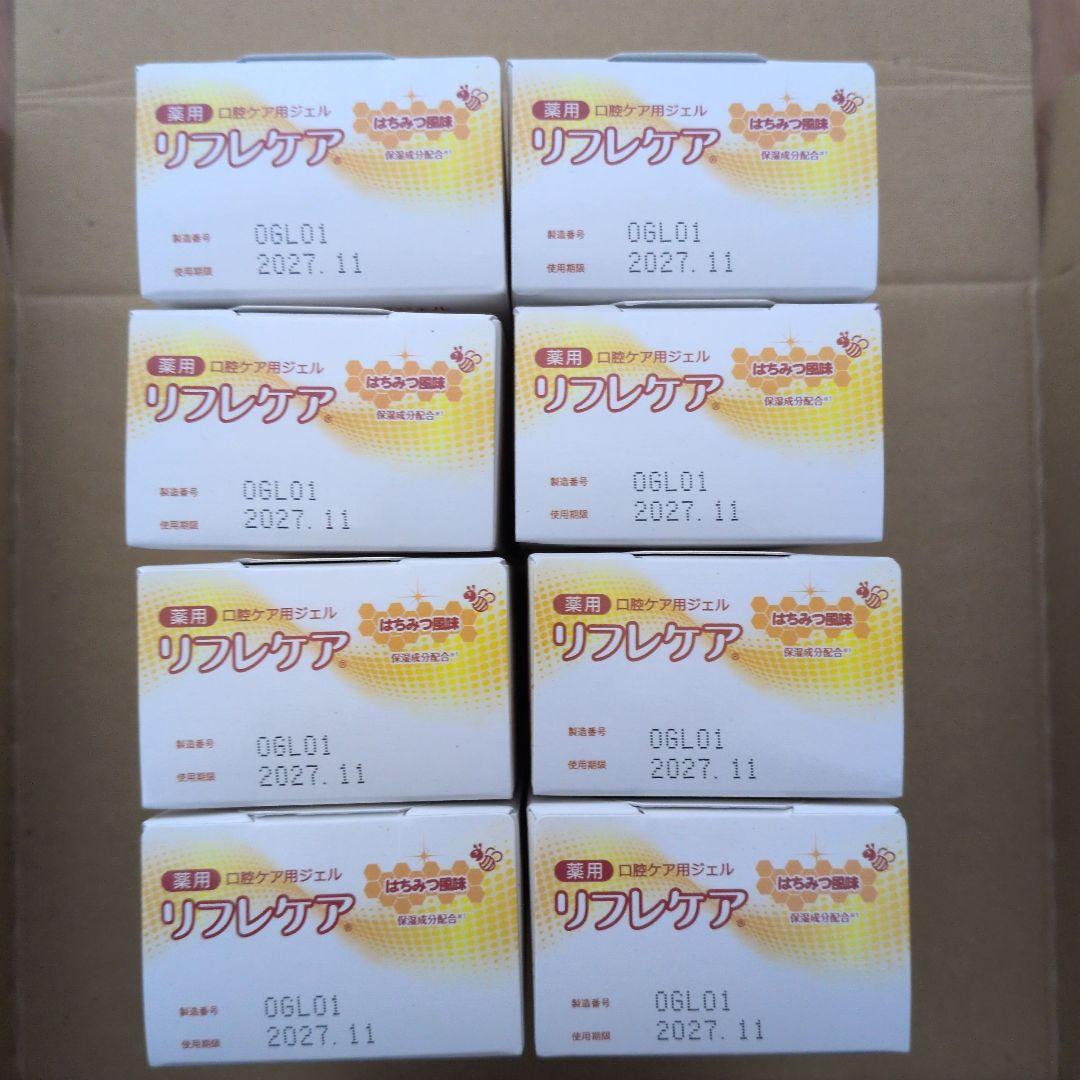 薬用 口腔ケア用ジェル
リフレケア®
はちみつ風味
保湿成分配合※1
製造番号 0GL01
使用期限 2027.11
薬用 口腔ケア用ジェル
リフレケア®
はちみつ風味
保湿成分配合※1
製造番号 0GL01
使用期限 2027.11
薬用 口腔ケア用ジェル
リフレケア®
はちみつ風味
保湿成分配合※1
製造番号 0GL01
使用期限 2027.11
薬用 口腔ケア用ジェル
リフレケア®
はちみつ風味
保湿成分配合※1
製造番号 0GL01
使用期限 2027.11
薬用 口腔ケア用ジェル
リフレケア®
はちみつ風味
保湿成分配合※1
製造番号 0GL01
使用期限 2027.11
薬用 口腔ケア用ジェル
リフレケア®
はちみつ風味
保湿成分配合※1
製造番号 0GL01
使用期限 2027.11
薬用 口腔ケア用ジェル
リフレケア®
はちみつ風味
保湿成分配合※1
製造番号 0GL01
使用期限 2027.11
薬用 口腔ケア用ジェル
リフレケア®
はちみつ風味
保湿成分配合※1
製造番号 0GL01
使用期限 2027.11